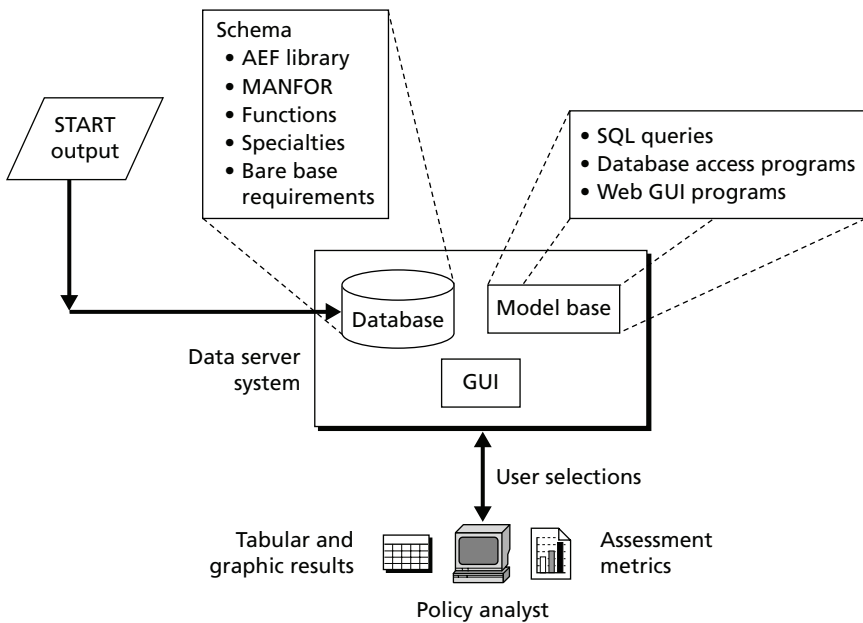 START
output
Schema
• AEF library
• MANFOR
• Functions
• Specialties
• Bare base
requirements
• SQL queries
• Database access programs
• Web GUI programs
Database
Model base
GUI
Data server
system
User selections
Tabular and
graphic results
Assessment
metrics
Policy analyst